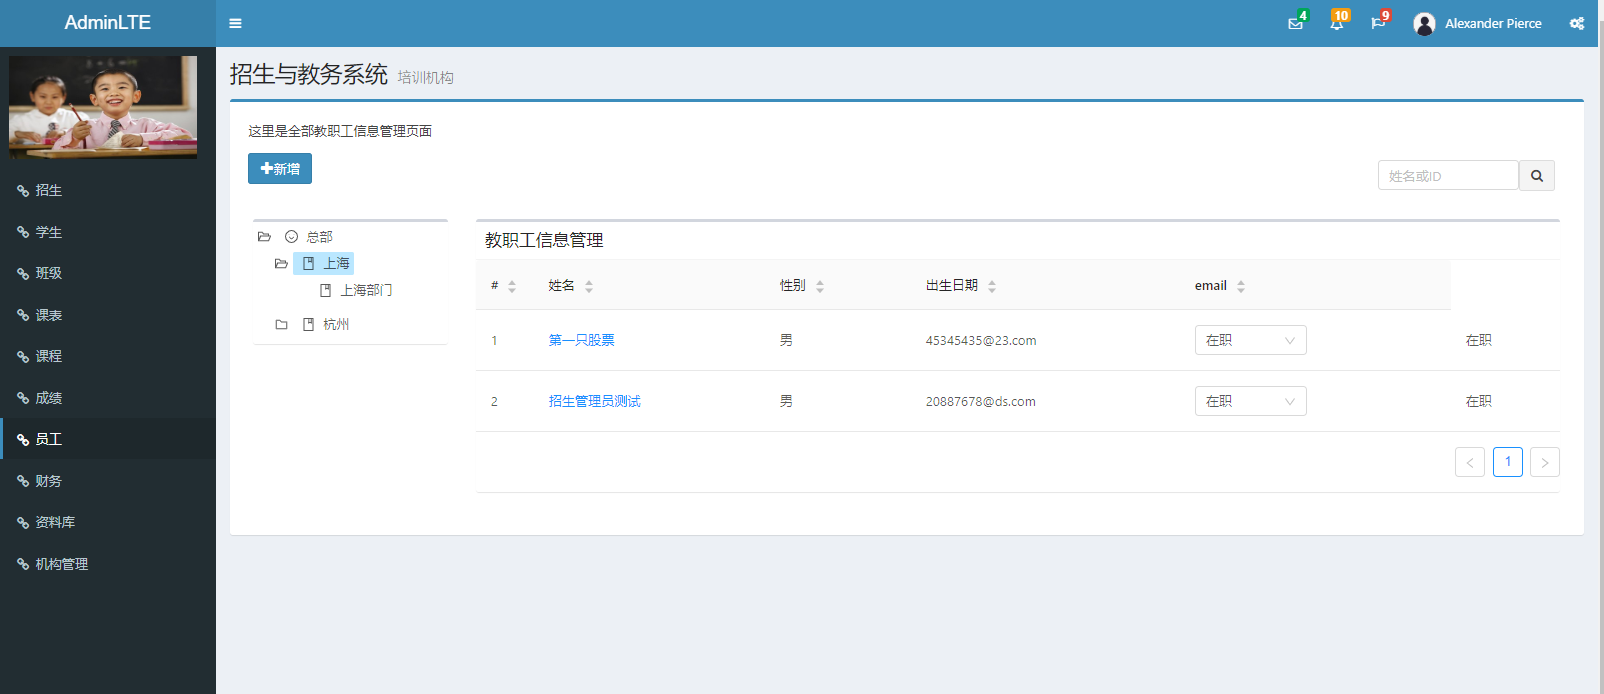 AdminLTE
4
10
9
Alexander Pierce
招生与教务系统 培训机构
招生
学生
班级
课表
课程
成绩
员工
财务
资料库
机构管理
这里是全部教职工信息管理页面
新增
姓名或ID
总部
上海
上海部门
杭州
教职工信息管理
# 姓名 性别 出生日期 email
1 第一只股票 男 45345435@23.com 在职 在职
2 招生管理员测试 男 20887678@ds.com 在职 在职
< 1 >